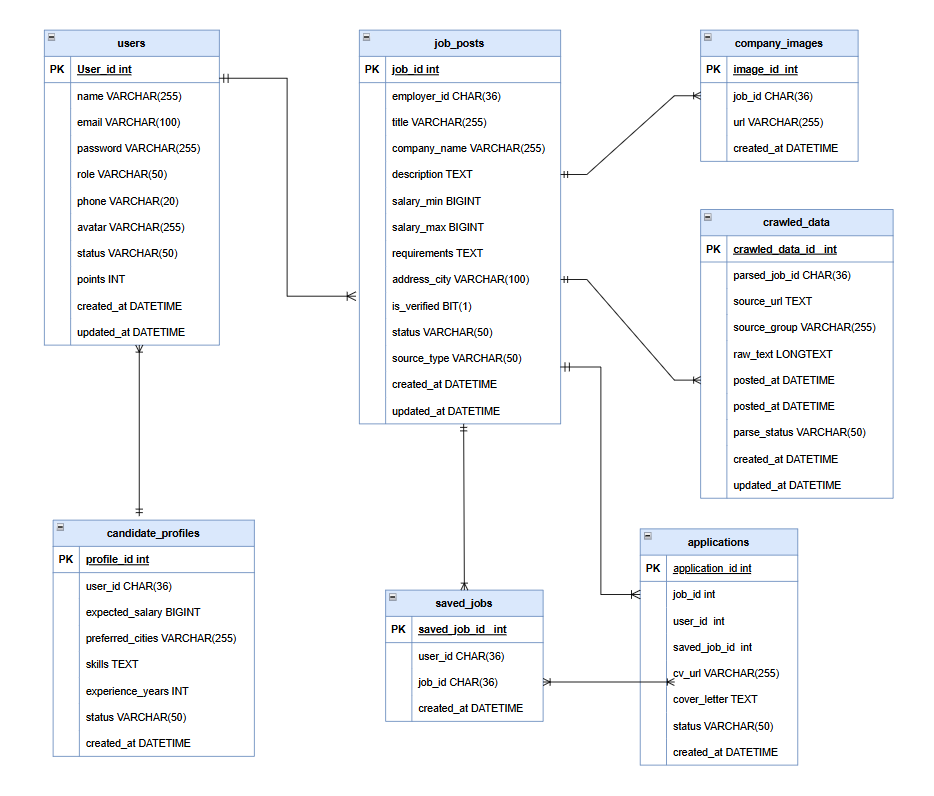 users
PK User_id int
name VARCHAR(255)
email VARCHAR(100)
password VARCHAR(255)
role VARCHAR(50)
phone VARCHAR(20)
avatar VARCHAR(255)
status VARCHAR(50)
points INT
created_at DATETIME
updated_at DATETIME
job_posts
PK job_id int
employer_id CHAR(36)
title VARCHAR(255)
company_name VARCHAR(255)
description TEXT
salary_min BIGINT
salary_max BIGINT
requirements TEXT
address_city VARCHAR(100)
is_verified BIT(1)
status VARCHAR(50)
source_type VARCHAR(50)
created_at DATETIME
updated_at DATETIME
company_images
PK image_id int
job_id CHAR(36)
url VARCHAR(255)
created_at DATETIME
crawled_data
PK crawled_data_id int
parsed_job_id CHAR(36)
source_url TEXT
source_group VARCHAR(255)
raw_text LONGTEXT
posted_at DATETIME
posted_at DATETIME
parse_status VARCHAR(50)
created_at DATETIME
updated_at DATETIME
candidate_profiles
PK profile_id int
user_id CHAR(36)
expected_salary BIGINT
preferred_cities VARCHAR(255)
skills TEXT
experience_years INT
status VARCHAR(50)
created_at DATETIME
saved_jobs
PK saved_job_id int
user_id CHAR(36)
job_id CHAR(36)
created_at DATETIME
applications
PK application_id int
job_id int
user_id int
saved_job_id int
cv_url VARCHAR(255)
cover_letter TEXT
status VARCHAR(50)
created_at DATETIME